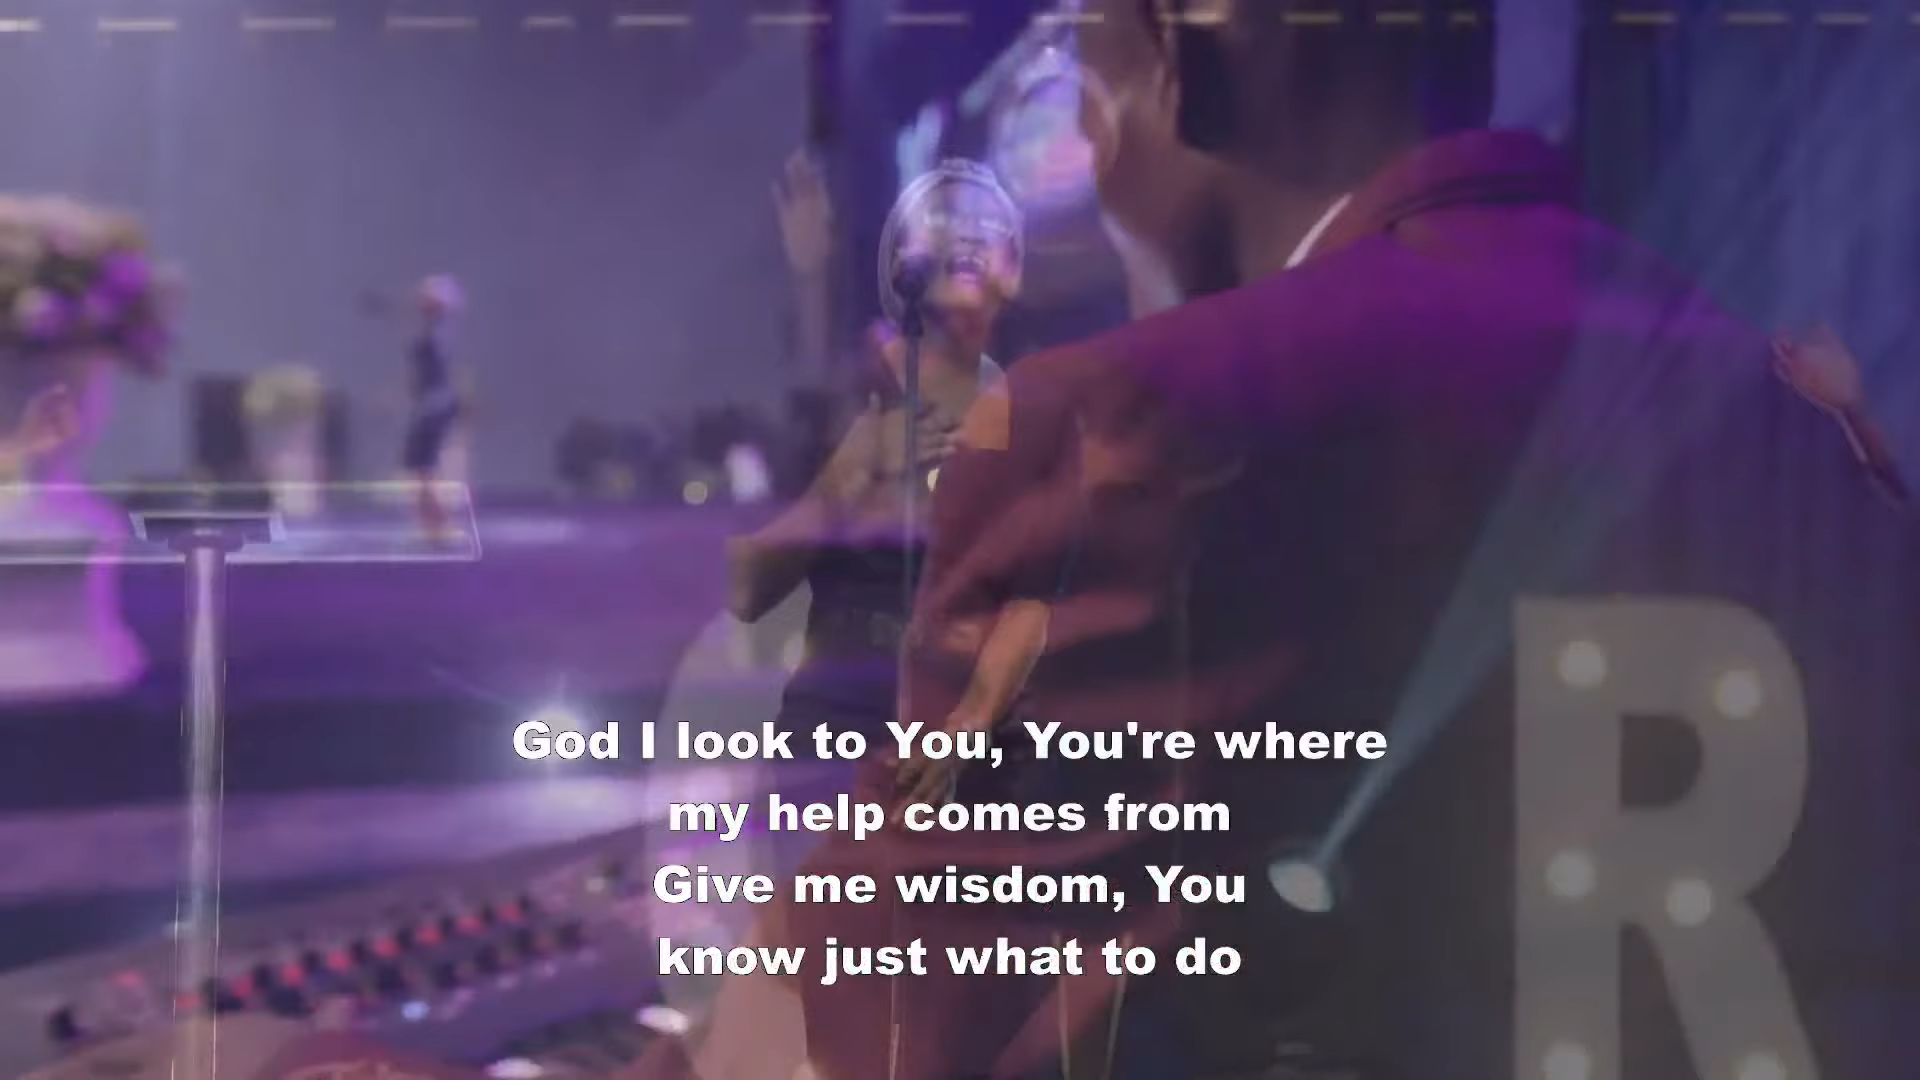 God I look to You, You're where
my help comes from
Give me wisdom, You
know just what to do
R